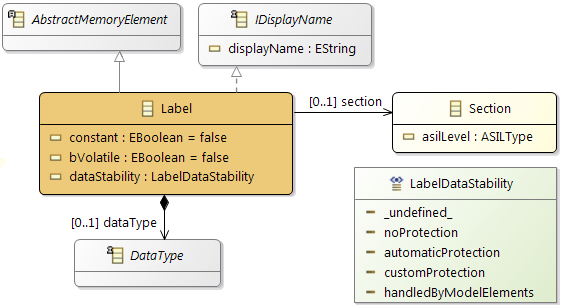 AbstractMemoryElement
IDisplayName
displayName : EString
Label
constant : EBoolean = false
bVolatile : EBoolean = false
dataStability : LabelDataStability
[0..1] section
Section
asilLevel : ASILType
[0..1] dataType
DataType
LabelDataStability
_undefined_
noProtection
automaticProtection
customProtection
handledByModelElements